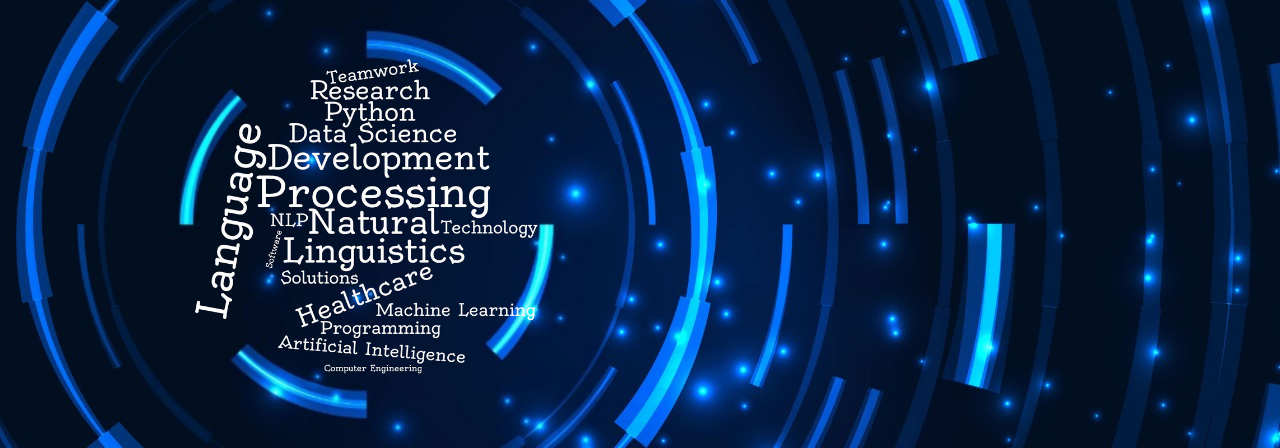 Teamwork
Research
Python
Data Science
Development
Language
Processing
NLP Natural Technology
Software
Linguistics
Solutions
Healthcare
Machine Learning
Programming
Artificial Intelligence
Computer Engineering